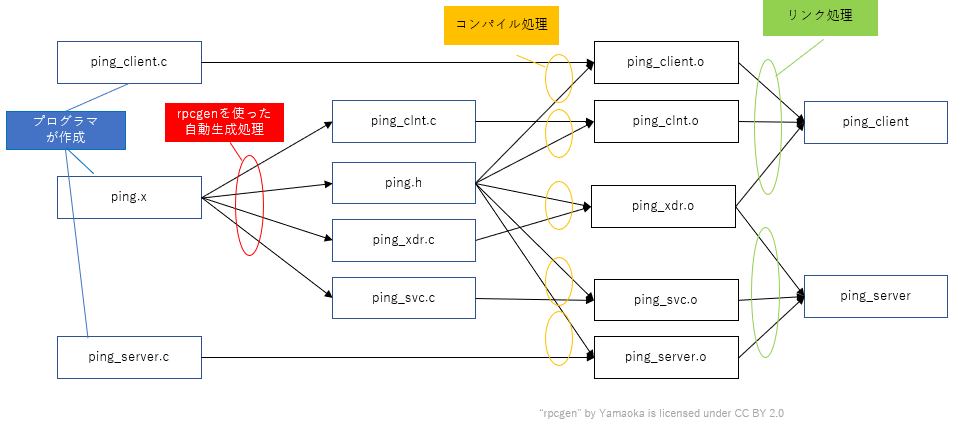 コンパイル処理
リンク処理
ping_client.c
ping_client.o
プログラマ
が作成
rpcgenを使った
自動生成処理
ping_clnt.c
ping_clnt.o
ping_client
ping.x
ping.h
ping_xdr.o
ping_xdr.c
ping_svc.c
ping_svc.o
ping_server
ping_server.c
ping_server.o
“rpcgen” by Yamaoka is licensed under CC BY 2.0